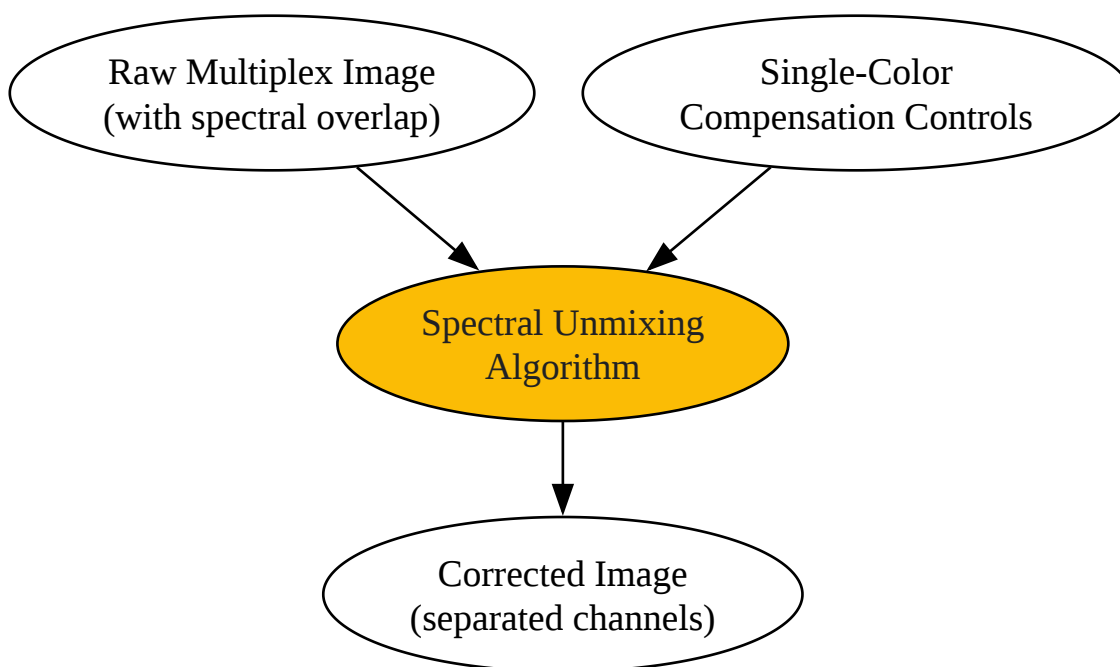 Raw Multiplex Image
(with spectral overlap)
Single-Color
Compensation Controls
Spectral Unmixing
Algorithm
Corrected Image
(separated channels)